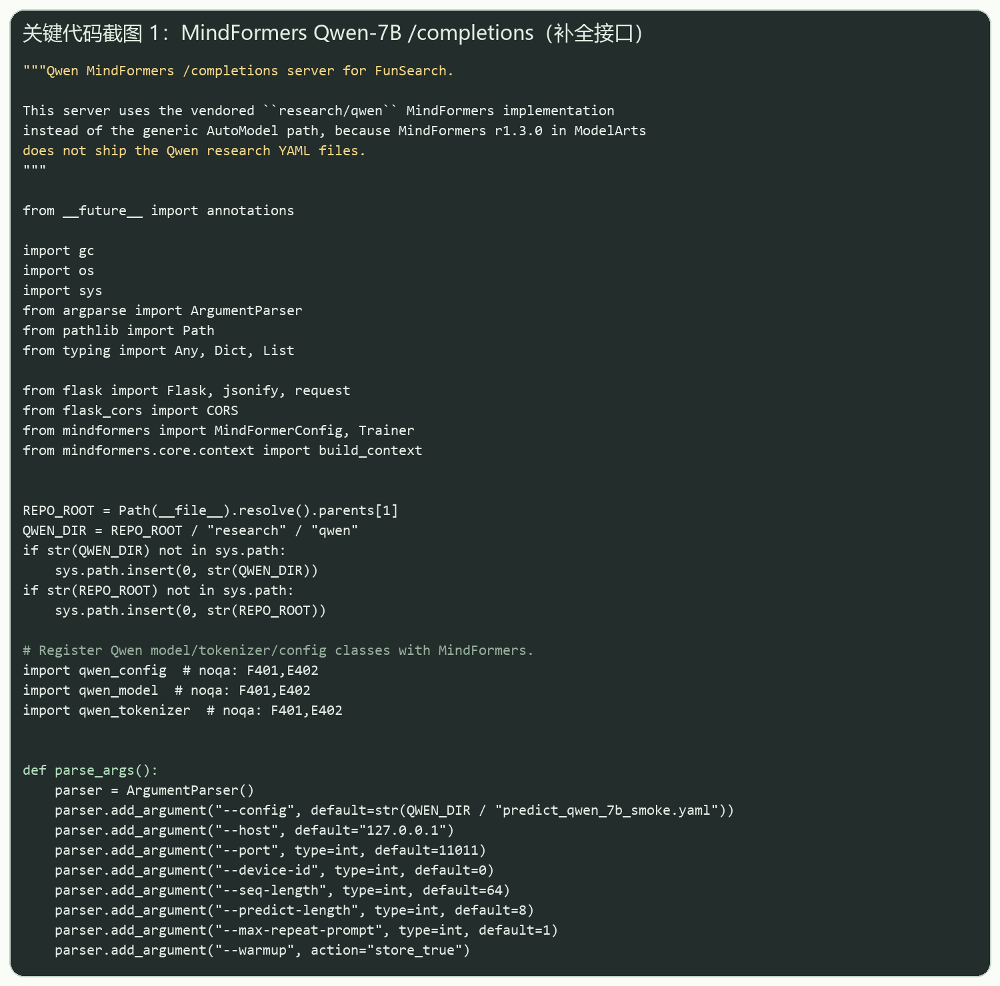 关键代码截图 1：MindFormers Qwen-7B /completions（补全接口）
"""Qwen MindFormers /completions server for FunSearch.
This server uses the vendored ``research/qwen`` MindFormers implementation
instead of the generic AutoModel path, because MindFormers r1.3.0 in ModelArts
does not ship the Qwen research YAML files.
"""
from __future__ import annotations
import gc
import os
import sys
from argparse import ArgumentParser
from pathlib import Path
from typing import Any, Dict, List
from flask import Flask, jsonify, request
from flask_cors import CORS
from mindformers import MindFormerConfig, Trainer
from mindformers.core.context import build_context
REPO_ROOT = Path(__file__).resolve().parents[1]
QWEN_DIR = REPO_ROOT / "research" / "qwen"
if str(QWEN_DIR) not in sys.path:
    sys.path.insert(0, str(QWEN_DIR))
if str(REPO_ROOT) not in sys.path:
    sys.path.insert(0, str(REPO_ROOT))
# Register Qwen model/tokenizer/config classes with MindFormers.
import qwen_config  # noqa: F401,E402
import qwen_model  # noqa: F401,E402
import qwen_tokenizer  # noqa: F401,E402
def parse_args():
    parser = ArgumentParser()
    parser.add_argument("--config", default=str(QWEN_DIR / "predict_qwen_7b_smoke.yaml"))
    parser.add_argument("--host", default="127.0.0.1")
    parser.add_argument("--port", type=int, default=11011)
    parser.add_argument("--device-id", type=int, default=0)
    parser.add_argument("--seq-length", type=int, default=64)
    parser.add_argument("--predict-length", type=int, default=8)
    parser.add_argument("--max-repeat-prompt", type=int, default=1)
    parser.add_argument("--warmup", action="store_true")